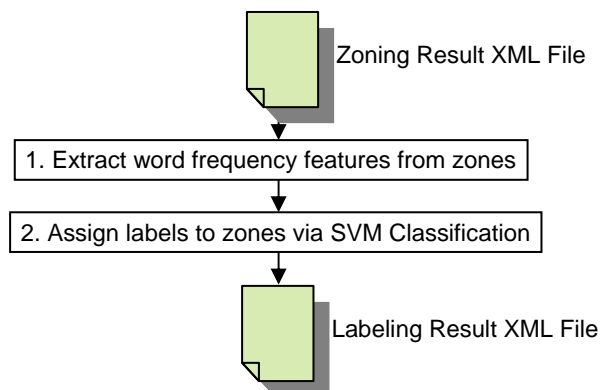 Zoning Result XML File
1. Extract word frequency features from zones
2. Assign labels to zones via SVM Classification
Labeling Result XML File